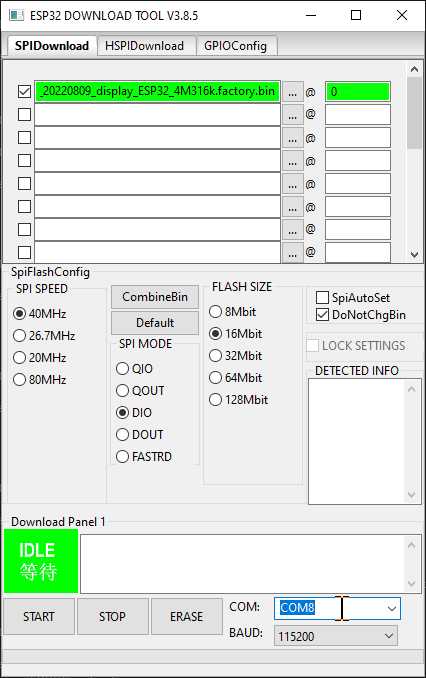 ESP32 DOWNLOAD TOOL V3.8.5
SPIDownload HSPIDownload GPIOConfig
_20220809_display_ESP32_4M316k.factory.bin ... @ 0
... @
... @
... @
... @
... @
... @
... @
SpiFlashConfig
SPI SPEED
40MHz
26.7MHz
20MHz
80MHz
CombineBin
Default
SPI MODE
QIO
QOUT
DIO
DOUT
FASTRD
FLASH SIZE
8Mbit
16Mbit
32Mbit
64Mbit
128Mbit
SpiAutoSet
DoNotChgBin
LOCK SETTINGS
DETECTED INFO
Download Panel 1
IDLE
等待
START STOP ERASE
COM: COM8
BAUD: 115200